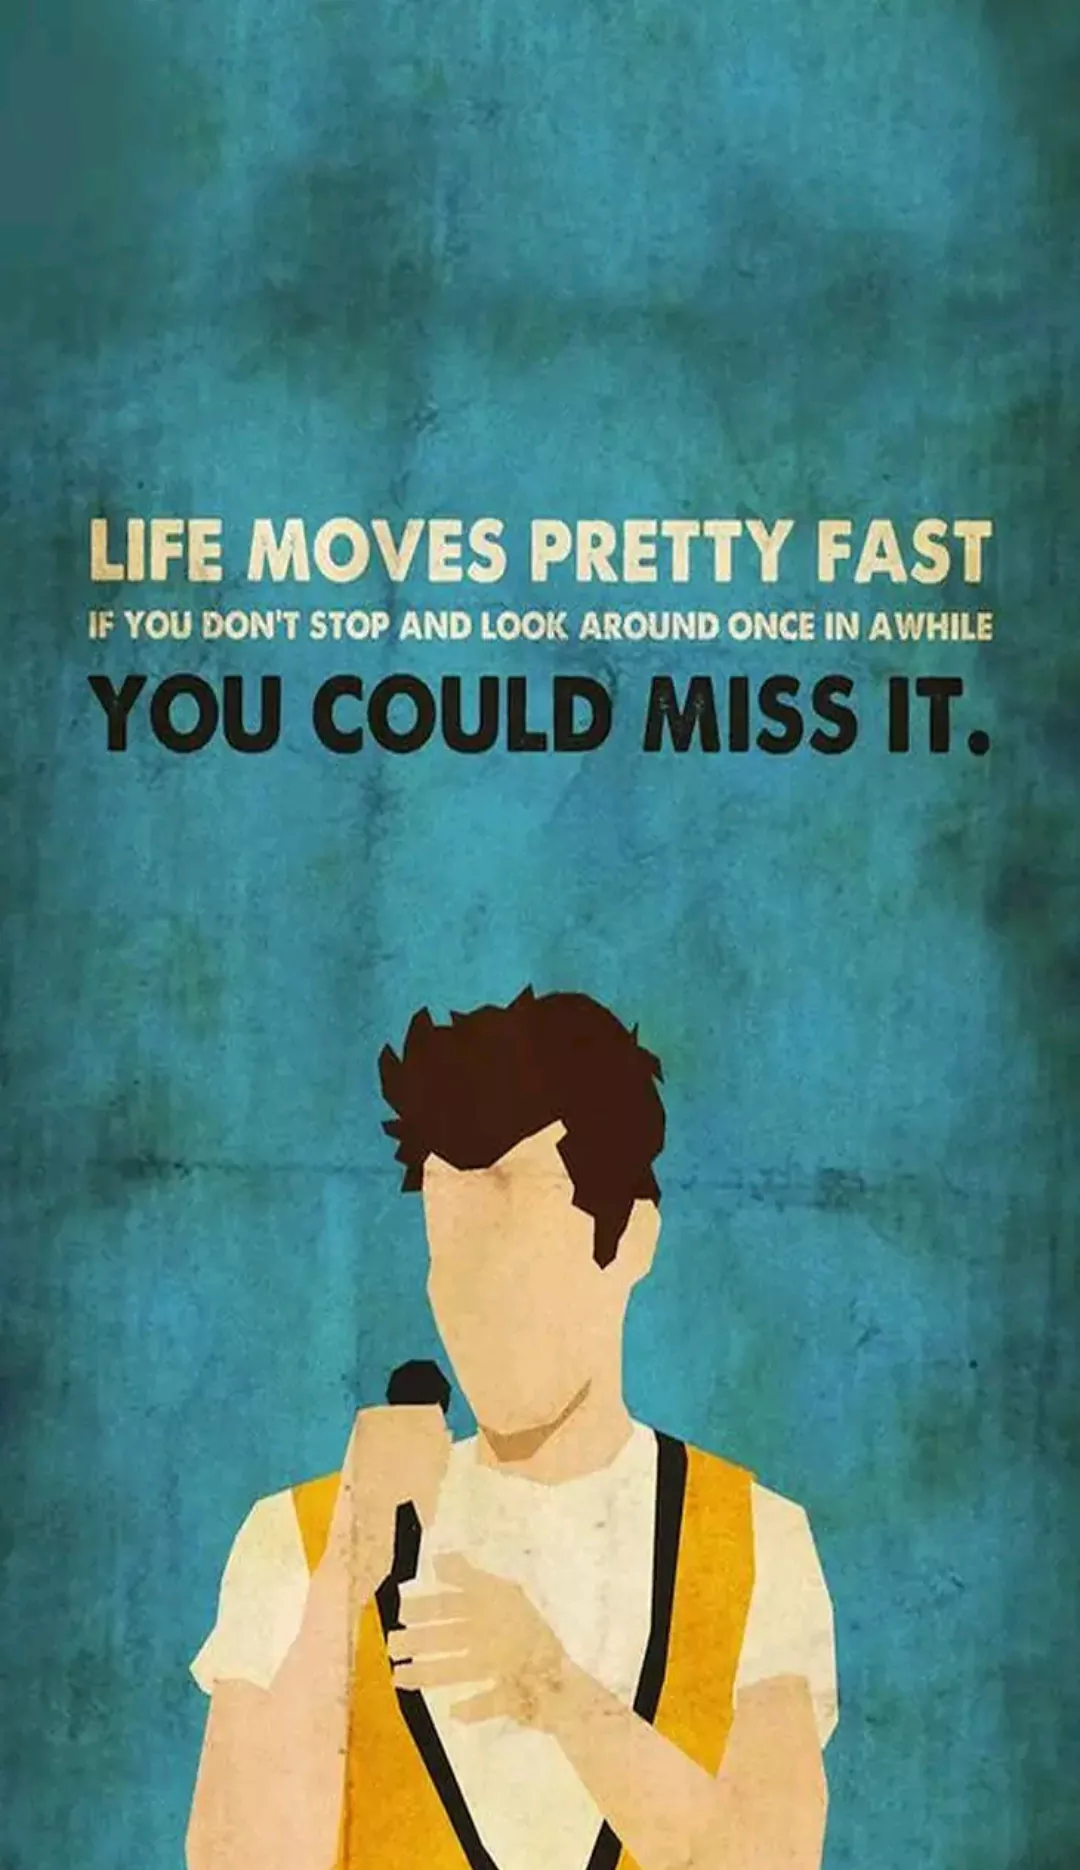 LIFE MOVES PRETTY FAST
IF YOU DON'T STOP AND LOOK AROUND ONCE IN AWHILE
YOU COULD MISS IT.